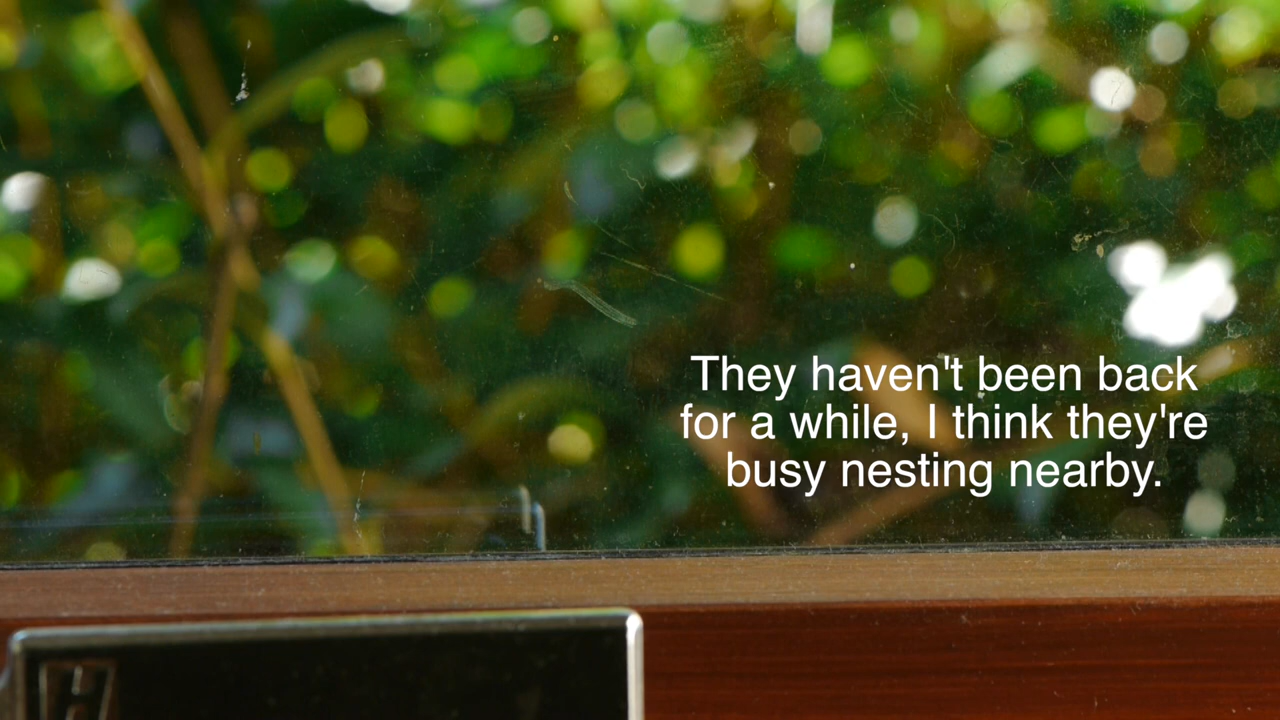 They haven't been back
for a while, I think they're
busy nesting nearby.
H